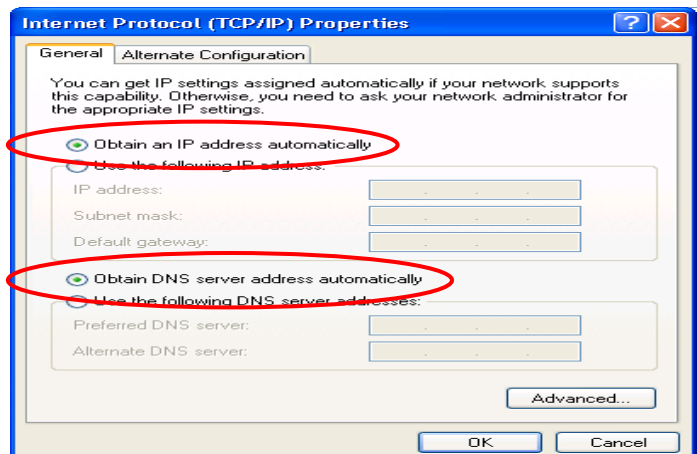 Internet Protocol (TCP/IP) Properties
General
Alternate Configuration
You can get IP settings assigned automatically if your network supports
this capability. Otherwise, you need to ask your network administrator for
the appropriate IP settings.
Obtain an IP address automatically
Use the following IP address:
IP address:
Subnet mask:
Default gateway:
Obtain DNS server address automatically
Use the following DNS server addresses:
Preferred DNS server:
Alternate DNS server:
Advanced...
OK
Cancel